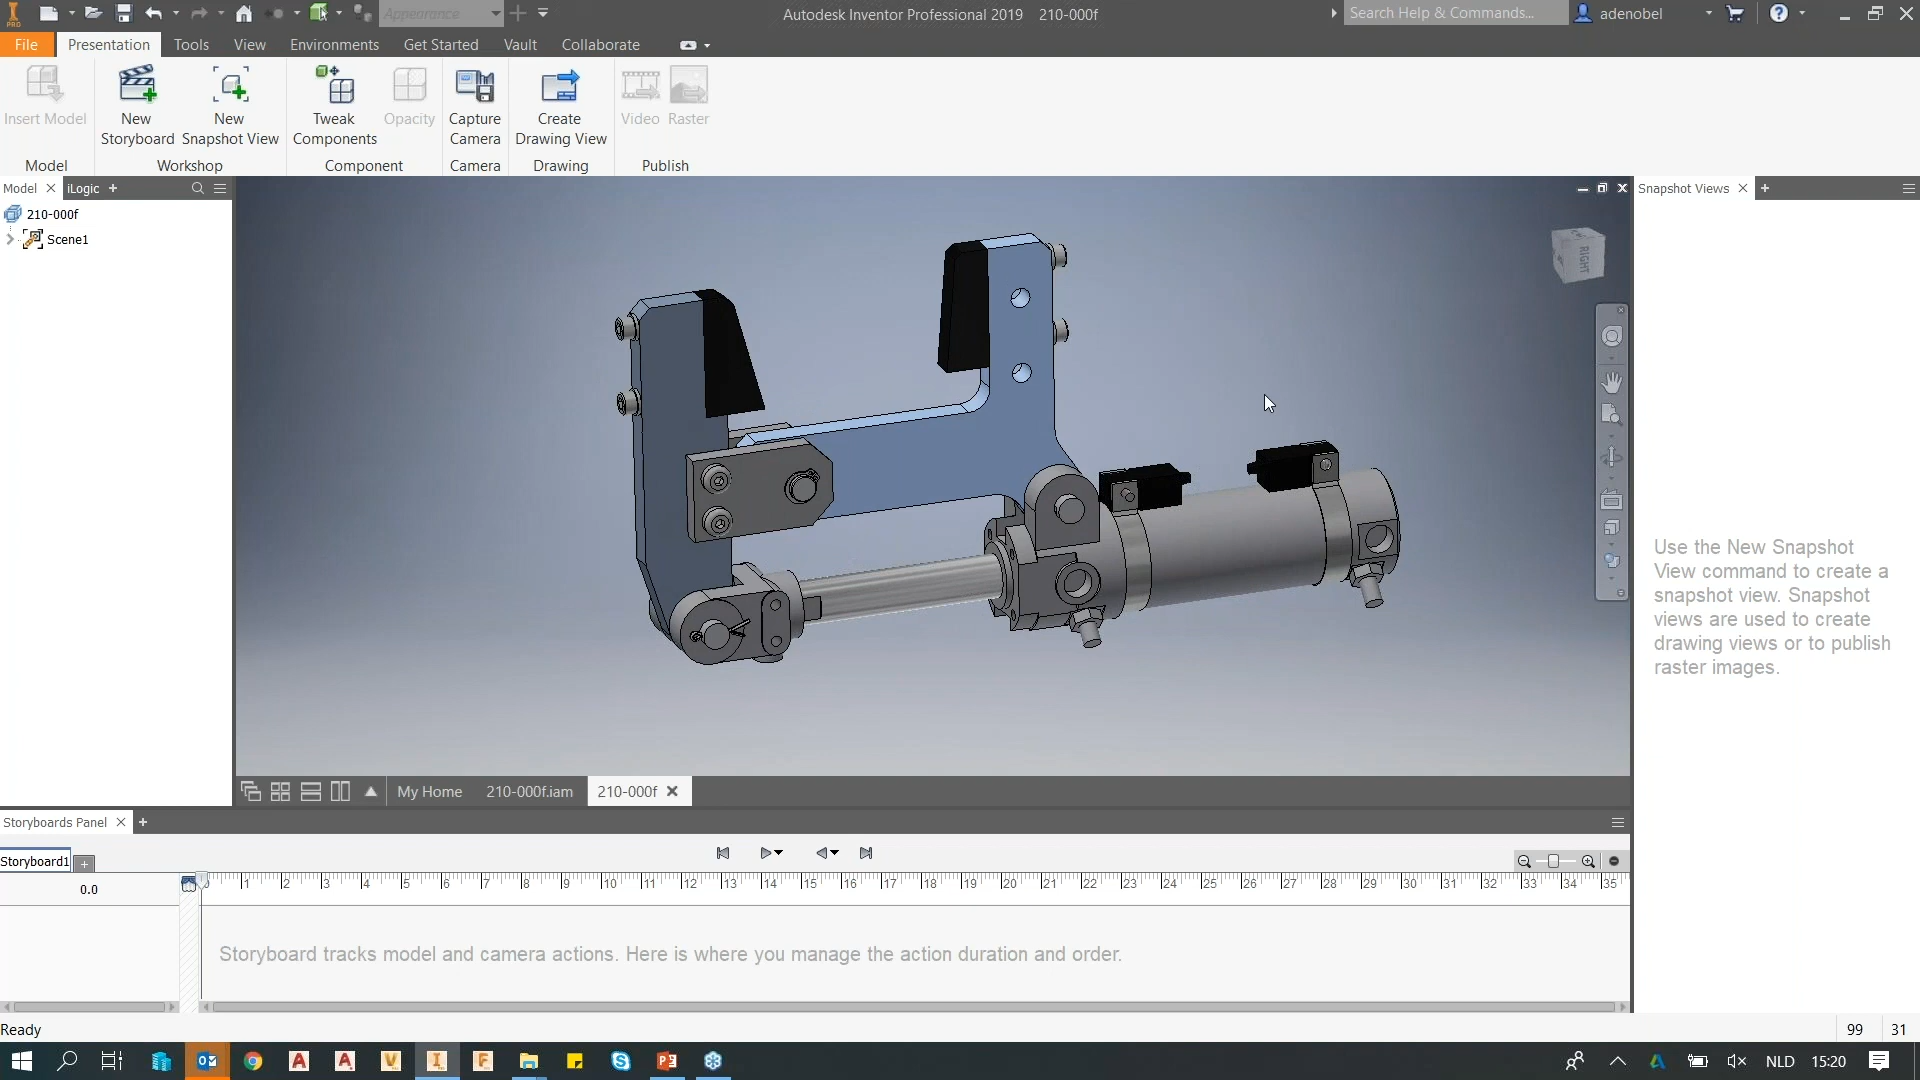 PRO
Appearance
Autodesk Inventor Professional 2019 210-000f
Search Help & Commands...
adenobel
File Presentation Tools View Environments Get Started Vault Collaborate
Insert Model
New Storyboard
New Snapshot View
Tweak Components
Opacity
Capture Camera
Create Drawing View
Video Raster
Model Workshop Component Camera Drawing Publish
Model iLogic +
Snapshot Views
210-000f
Scene1
RIGHT
Use the New Snapshot
View command to create a
snapshot view. Snapshot
views are used to create
drawing views or to publish
raster images.
My Home 210-000f.iam 210-000f
Storyboards Panel +
Storyboard1 +
0.0
1 2 3 4 5 6 7 8 9 10 11 12 13 14 15 16 17 18 19 20 21 22 23 24 25 26 27 28 29 30 31 32 33 34 35
Storyboard tracks model and camera actions. Here is where you manage the action duration and order.
Ready
99 31
NLD 15:20